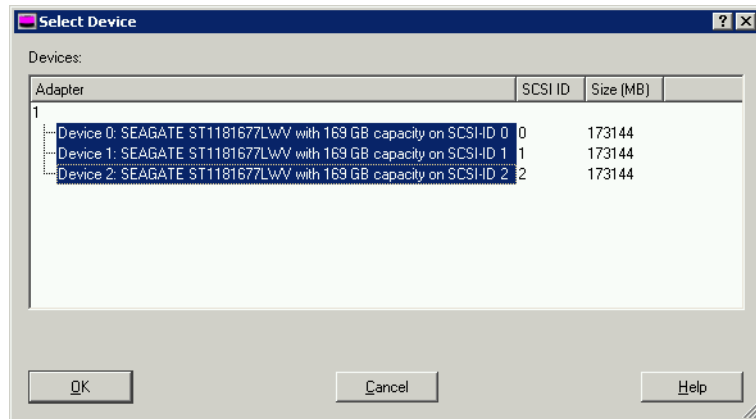 Select Device
Devices:
Adapter SCSI ID Size (MB)
1
Device 0: SEAGATE ST1181677LWV with 169 GB capacity on SCSI-ID 0 0 173144
Device 1: SEAGATE ST1181677LWV with 169 GB capacity on SCSI-ID 1 1 173144
Device 2: SEAGATE ST1181677LWV with 169 GB capacity on SCSI-ID 2 2 173144
OK Cancel Help